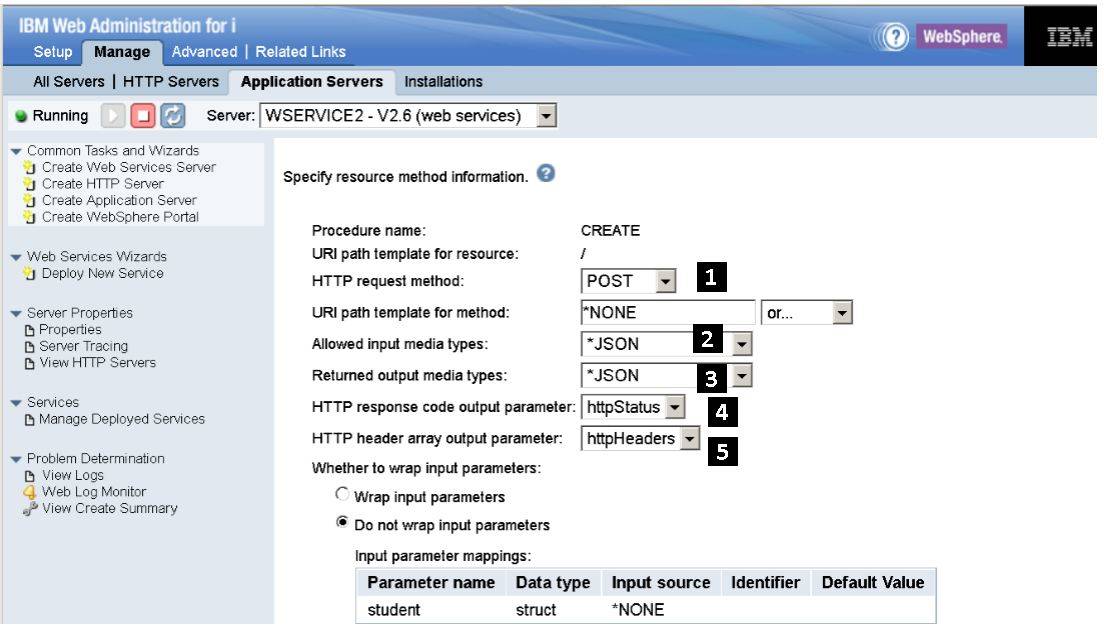 IBM Web Administration for i
Setup Manage Advanced | Related Links
? WebSphere. IBM
All Servers | HTTP Servers Application Servers Installations
Running Server: WSERVICE2 - V2.6 (web services)
Common Tasks and Wizards
Create Web Services Server
Create HTTP Server
Create Application Server
Create WebSphere Portal
Web Services Wizards
Deploy New Service
Server Properties
Properties
Server Tracing
View HTTP Servers
Services
Manage Deployed Services
Problem Determination
View Logs
Web Log Monitor
View Create Summary
Specify resource method information. ?
Procedure name: CREATE
URI path template for resource: /
HTTP request method: POST 1
URI path template for method: *NONE or...
Allowed input media types: *JSON 2
Returned output media types: *JSON 3
HTTP response code output parameter: httpStatus 4
HTTP header array output parameter: httpHeaders 5
Whether to wrap input parameters:
Wrap input parameters
Do not wrap input parameters
Input parameter mappings:
Parameter name Data type Input source Identifier Default Value
student struct *NONE